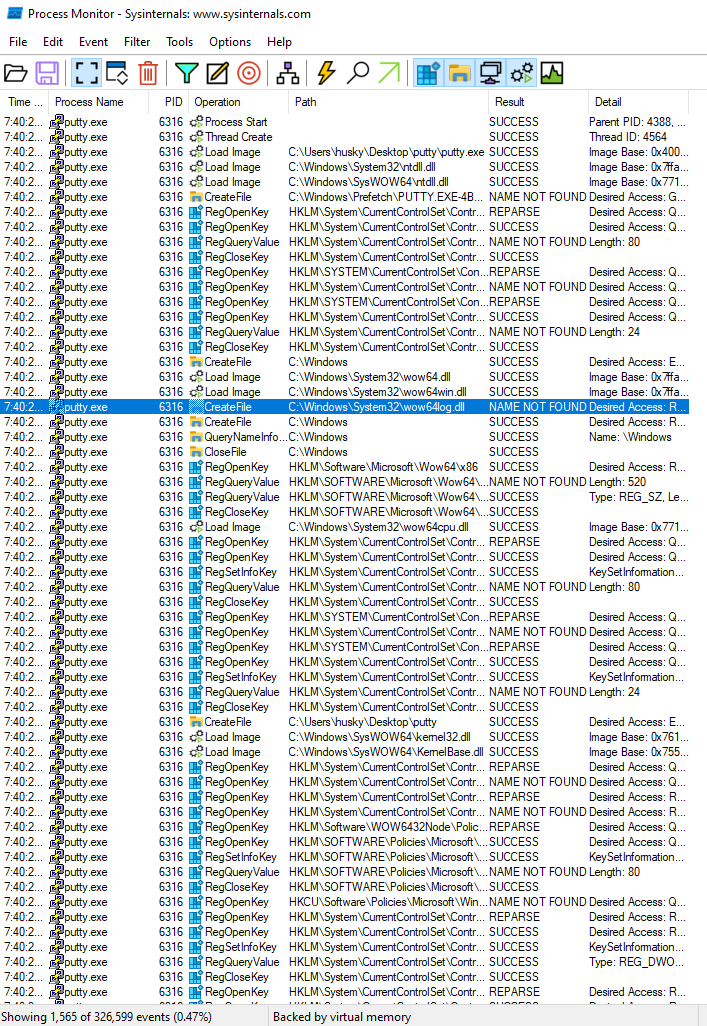 Process Monitor - Sysinternals: www.sysinternals.com
File Edit Event Filter Tools Options Help
Time ... Process Name PID Operation Path Result Detail
7:40:2... putty.exe 6316 Process Start SUCCESS Parent PID: 4388, ...
7:40:2... putty.exe 6316 Thread Create SUCCESS Thread ID: 4564
7:40:2... putty.exe 6316 Load Image C:\Users\husky\Desktop\putty\putty.exe SUCCESS Image Base: 0x400...
7:40:2... putty.exe 6316 Load Image C:\Windows\System32\ntdll.dll SUCCESS Image Base: 0x7ffa...
7:40:2... putty.exe 6316 Load Image C:\Windows\SysWOW64\ntdll.dll SUCCESS Image Base: 0x771...
7:40:2... putty.exe 6316 CreateFile C:\Windows\Prefetch\PUTTY.EXE-4B... NAME NOT FOUND Desired Access: G...
7:40:2... putty.exe 6316 RegOpenKey HKLM\System\CurrentControlSet\Contr... REPARSE Desired Access: Q...
7:40:2... putty.exe 6316 RegOpenKey HKLM\System\CurrentControlSet\Contr... SUCCESS Desired Access: Q...
7:40:2... putty.exe 6316 RegQueryValue HKLM\System\CurrentControlSet\Contr... NAME NOT FOUND Length: 80
7:40:2... putty.exe 6316 RegCloseKey HKLM\System\CurrentControlSet\Contr... SUCCESS
7:40:2... putty.exe 6316 RegOpenKey HKLM\SYSTEM\CurrentControlSet\Con... REPARSE Desired Access: Q...
7:40:2... putty.exe 6316 RegOpenKey HKLM\System\CurrentControlSet\Contr... NAME NOT FOUND Desired Access: Q...
7:40:2... putty.exe 6316 RegOpenKey HKLM\SYSTEM\CurrentControlSet\Con... REPARSE Desired Access: Q...
7:40:2... putty.exe 6316 RegOpenKey HKLM\System\CurrentControlSet\Contr... SUCCESS Desired Access: Q...
7:40:2... putty.exe 6316 RegQueryValue HKLM\System\CurrentControlSet\Contr... NAME NOT FOUND Length: 24
7:40:2... putty.exe 6316 RegCloseKey HKLM\System\CurrentControlSet\Contr... SUCCESS
7:40:2... putty.exe 6316 CreateFile C:\Windows SUCCESS Desired Access: E...
7:40:2... putty.exe 6316 Load Image C:\Windows\System32\wow64.dll SUCCESS Image Base: 0x7ffa...
7:40:2... putty.exe 6316 Load Image C:\Windows\System32\wow64win.dll SUCCESS Image Base: 0x7ffa...
7:40:2... putty.exe 6316 CreateFile C:\Windows\System32\wow64log.dll NAME NOT FOUND Desired Access: R...
7:40:2... putty.exe 6316 CreateFile C:\Windows SUCCESS Desired Access: R...
7:40:2... putty.exe 6316 QueryNameInfo... C:\Windows SUCCESS Name: \Windows
7:40:2... putty.exe 6316 CloseFile C:\Windows SUCCESS
7:40:2... putty.exe 6316 RegOpenKey HKLM\Software\Microsoft\Wow64\x86 SUCCESS Desired Access: R...
7:40:2... putty.exe 6316 RegQueryValue HKLM\SOFTWARE\Microsoft\Wow64\... NAME NOT FOUND Length: 520
7:40:2... putty.exe 6316 RegQueryValue HKLM\SOFTWARE\Microsoft\Wow64\... SUCCESS Type: REG_SZ, Le...
7:40:2... putty.exe 6316 RegCloseKey HKLM\SOFTWARE\Microsoft\Wow64\... SUCCESS
7:40:2... putty.exe 6316 Load Image C:\Windows\System32\wow64cpu.dll SUCCESS Image Base: 0x771...
7:40:2... putty.exe 6316 RegOpenKey HKLM\System\CurrentControlSet\Contr... REPARSE Desired Access: Q...
7:40:2... putty.exe 6316 RegOpenKey HKLM\System\CurrentControlSet\Contr... SUCCESS Desired Access: Q...
7:40:2... putty.exe 6316 RegSetInfoKey HKLM\System\CurrentControlSet\Contr... SUCCESS KeySetInformation...
7:40:2... putty.exe 6316 RegQueryValue HKLM\System\CurrentControlSet\Contr... NAME NOT FOUND Length: 80
7:40:2... putty.exe 6316 RegCloseKey HKLM\System\CurrentControlSet\Contr... SUCCESS
7:40:2... putty.exe 6316 RegOpenKey HKLM\SYSTEM\CurrentControlSet\Con... REPARSE Desired Access: Q...
7:40:2... putty.exe 6316 RegOpenKey HKLM\System\CurrentControlSet\Contr... NAME NOT FOUND Desired Access: Q...
7:40:2... putty.exe 6316 RegOpenKey HKLM\SYSTEM\CurrentControlSet\Con... REPARSE Desired Access: Q...
7:40:2... putty.exe 6316 RegOpenKey HKLM\System\CurrentControlSet\Contr... SUCCESS Desired Access: Q...
7:40:2... putty.exe 6316 RegSetInfoKey HKLM\System\CurrentControlSet\Contr... SUCCESS KeySetInformation...
7:40:2... putty.exe 6316 RegQueryValue HKLM\System\CurrentControlSet\Contr... NAME NOT FOUND Length: 24
7:40:2... putty.exe 6316 RegCloseKey HKLM\System\CurrentControlSet\Contr... SUCCESS
7:40:2... putty.exe 6316 CreateFile C:\Users\husky\Desktop\putty SUCCESS Desired Access: E...
7:40:2... putty.exe 6316 Load Image C:\Windows\SysWOW64\kernel32.dll SUCCESS Image Base: 0x761...
7:40:2... putty.exe 6316 Load Image C:\Windows\SysWOW64\KernelBase.dll SUCCESS Image Base: 0x755...
7:40:2... putty.exe 6316 RegOpenKey HKLM\System\CurrentControlSet\Contr... REPARSE Desired Access: Q...
7:40:2... putty.exe 6316 RegOpenKey HKLM\System\CurrentControlSet\Contr... NAME NOT FOUND Desired Access: Q...
7:40:2... putty.exe 6316 RegOpenKey HKLM\System\CurrentControlSet\Contr... REPARSE Desired Access: R...
7:40:2... putty.exe 6316 RegOpenKey HKLM\System\CurrentControlSet\Contr... NAME NOT FOUND Desired Access: R...
7:40:2... putty.exe 6316 RegOpenKey HKLM\Software\WOW6432Node\Polic... REPARSE Desired Access: Q...
7:40:2... putty.exe 6316 RegOpenKey HKLM\SOFTWARE\Policies\Microsoft\... SUCCESS Desired Access: Q...
7:40:2... putty.exe 6316 RegSetInfoKey HKLM\SOFTWARE\Policies\Microsoft\... SUCCESS KeySetInformation...
7:40:2... putty.exe 6316 RegQueryValue HKLM\SOFTWARE\Policies\Microsoft\... NAME NOT FOUND Length: 80
7:40:2... putty.exe 6316 RegCloseKey HKLM\SOFTWARE\Policies\Microsoft\... SUCCESS
7:40:2... putty.exe 6316 RegOpenKey HKCU\Software\Policies\Microsoft\Win... NAME NOT FOUND Desired Access: Q...
7:40:2... putty.exe 6316 RegOpenKey HKLM\System\CurrentControlSet\Contr... REPARSE Desired Access: R...
7:40:2... putty.exe 6316 RegOpenKey HKLM\System\CurrentControlSet\Contr... SUCCESS Desired Access: R...
7:40:2... putty.exe 6316 RegSetInfoKey HKLM\System\CurrentControlSet\Contr... SUCCESS KeySetInformation...
7:40:2... putty.exe 6316 RegQueryValue HKLM\System\CurrentControlSet\Contr... SUCCESS Type: REG_DWO...
7:40:2... putty.exe 6316 RegCloseKey HKLM\System\CurrentControlSet\Contr... SUCCESS
7:40:2... putty.exe 6316 RegOpenKey HKLM\System\CurrentControlSet\Contr... REPARSE Desired Access: R...
Showing 1,565 of 326,599 events (0.47%) Backed by virtual memory